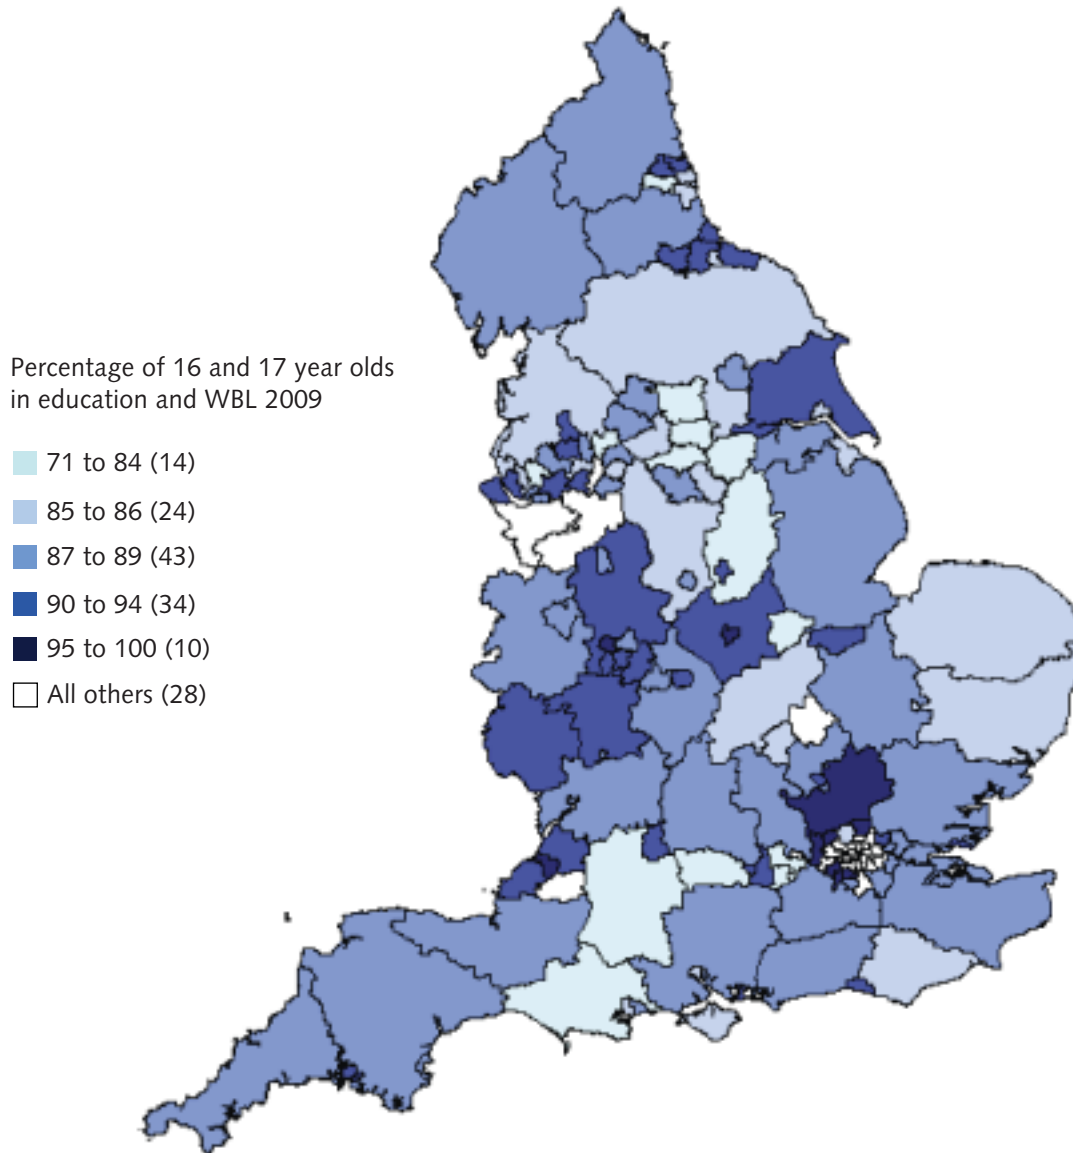 Percentage of 16 and 17 year olds
in education and WBL 2009
71 to 84 (14)
85 to 86 (24)
87 to 89 (43)
90 to 94 (34)
95 to 100 (10)
All others (28)